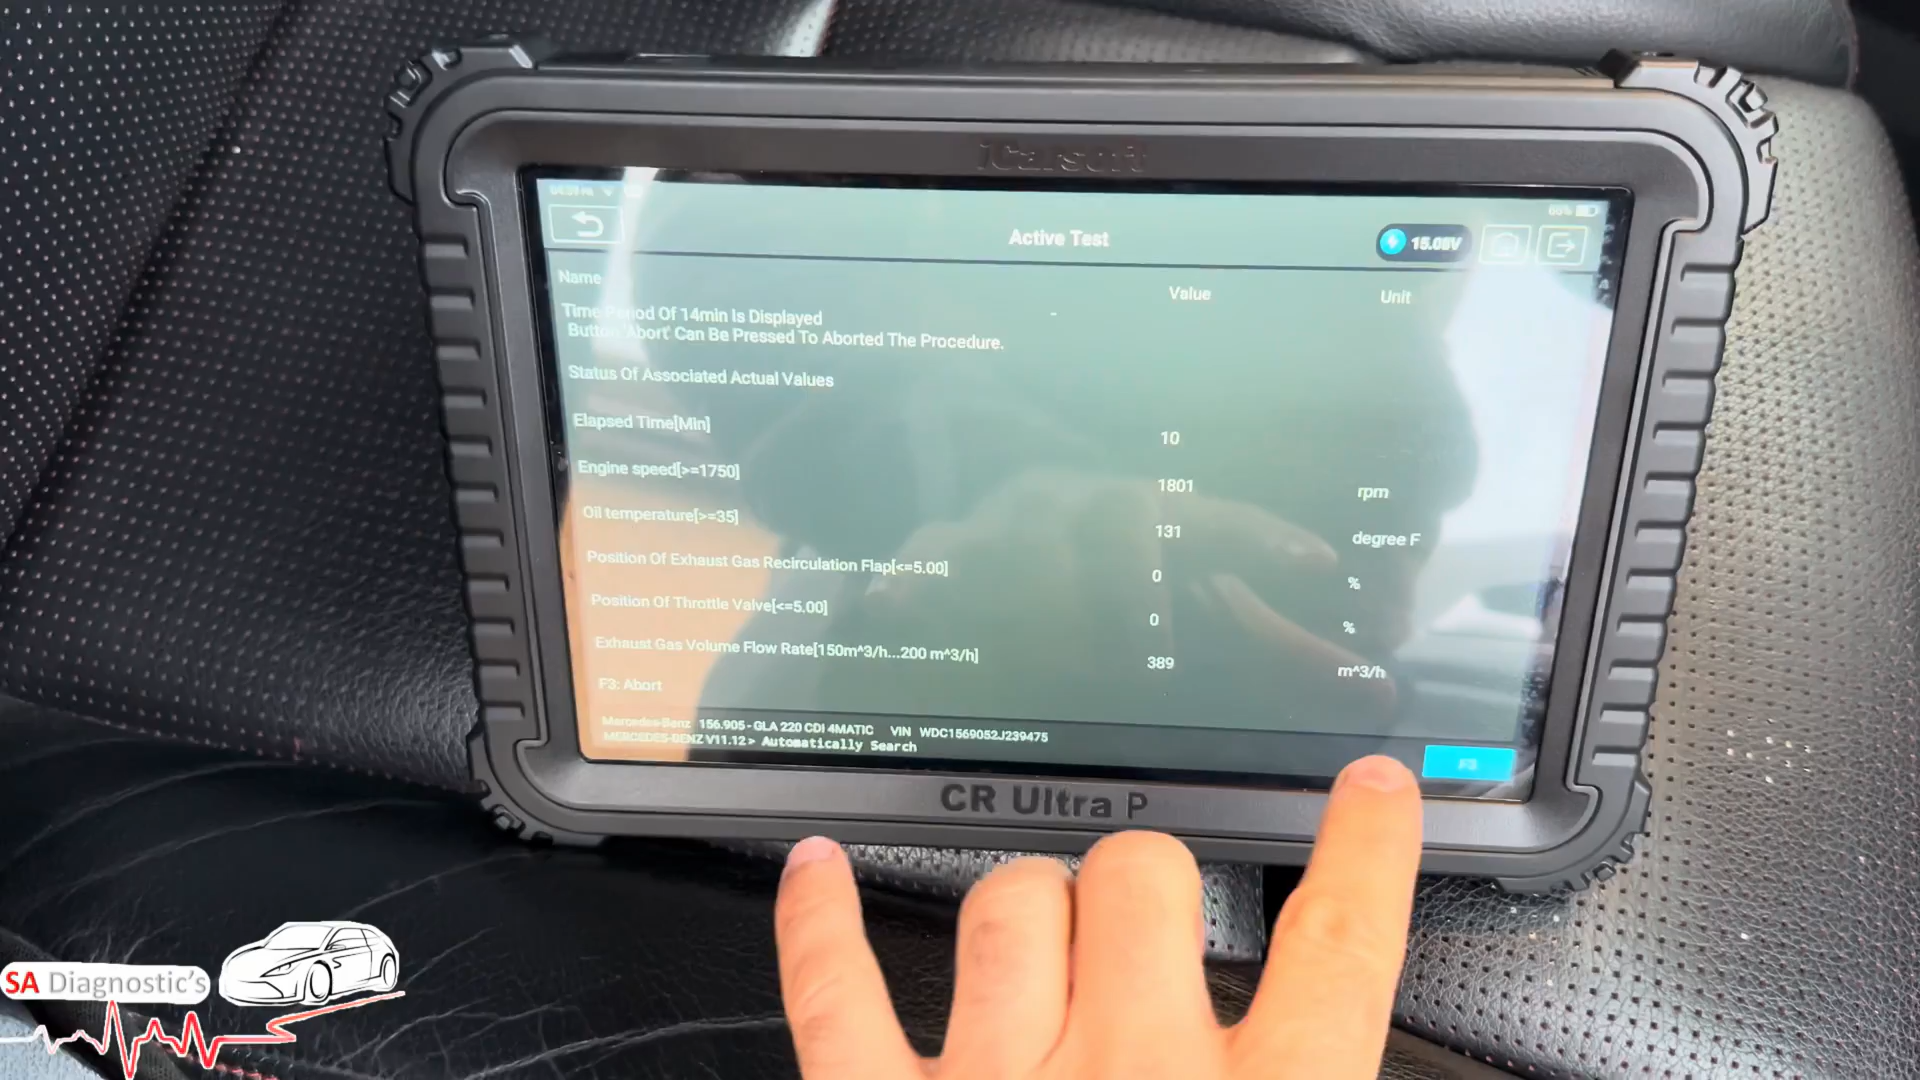 iCarsoft
Active Test
15.05V
Name Value Unit
Time Period Of 14min Is Displayed -
Button 'Abort' Can Be Pressed To Aborted The Procedure.
Status Of Associated Actual Values
Elapsed Time[Min] 10
Engine speed[>=1750] 1801 rpm
Oil temperature[>=35] 131 degree F
Position Of Exhaust Gas Recirculation Flap[<=5.00] 0 %
Position Of Throttle Valve[<=5.00] 0 %
Exhaust Gas Volume Flow Rate[150m^3/h...200 m^3/h] 389 m^3/h
F3: Abort
Mercedes-Benz 156.905 - GLA 220 CDI 4MATIC VIN WDC1569052J239475
MERCEDES-BENZ V11.12 > Automatically Search
F3
CR Ultra P
SA Diagnostic's